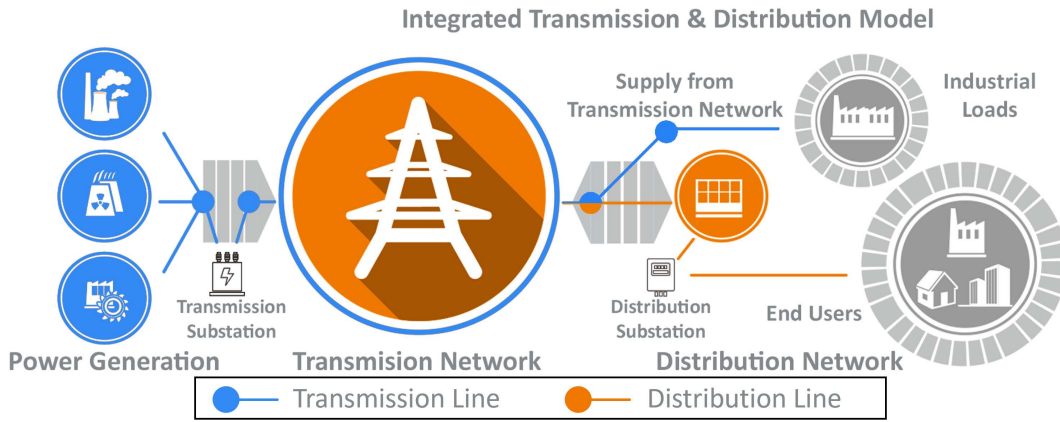 Integrated Transmission & Distribution Model
Supply from
Transmission Network
Industrial
Loads
Transmission
Substation
Distribution
Substation
End Users
Power Generation
Transmision Network
Distribution Network
Transmission Line
Distribution Line